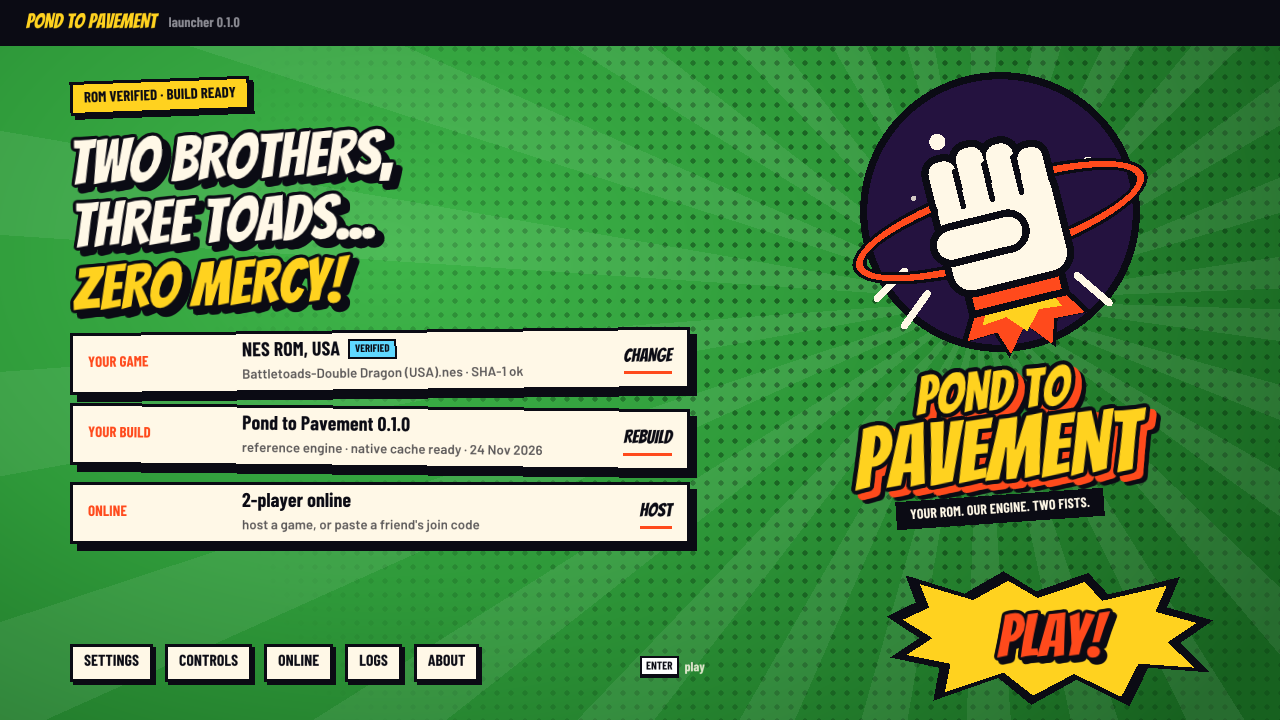 POND TO PAVEMENT launcher 0.1.0
ROM VERIFIED · BUILD READY
TWO BROTHERS,
THREE TOADS...
ZERO MERCY!
YOUR GAME
NES ROM, USA VERIFIED
Battletoads-Double Dragon (USA).nes · SHA-1 ok
CHANGE
YOUR BUILD
Pond to Pavement 0.1.0
reference engine · native cache ready · 24 Nov 2026
REBUILD
ONLINE
2-player online
host a game, or paste a friend's join code
HOST
POND TO
PAVEMENT
YOUR ROM. OUR ENGINE. TWO FISTS.
PLAY!
SETTINGS CONTROLS ONLINE LOGS ABOUT
ENTER play